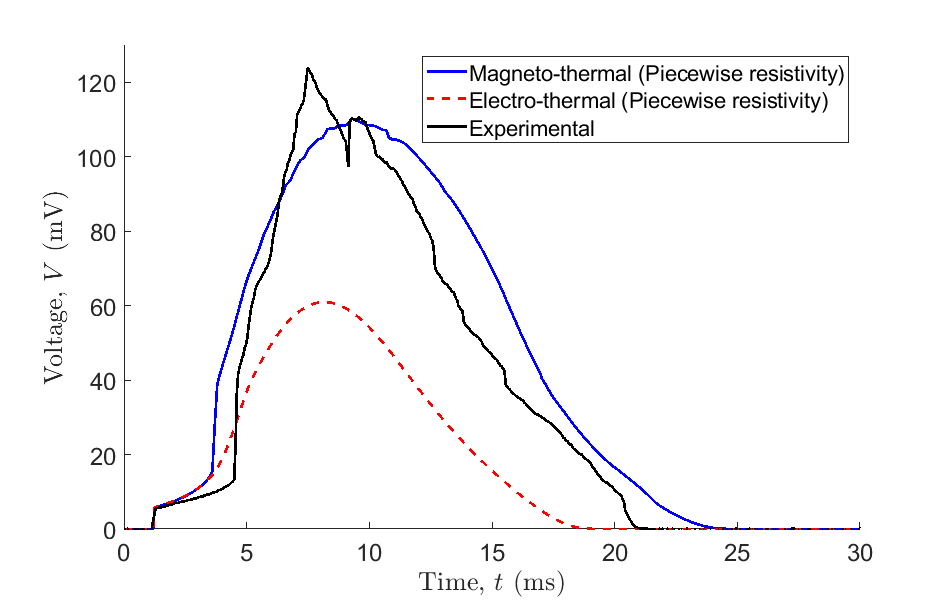 Magneto-thermal (Piecewise resistivity)
Electro-thermal (Piecewise resistivity)
Experimental
Voltage, V (mV)
120
100
80
60
40
20
0
0 5 10 15 20 25 30
Time, t (ms)